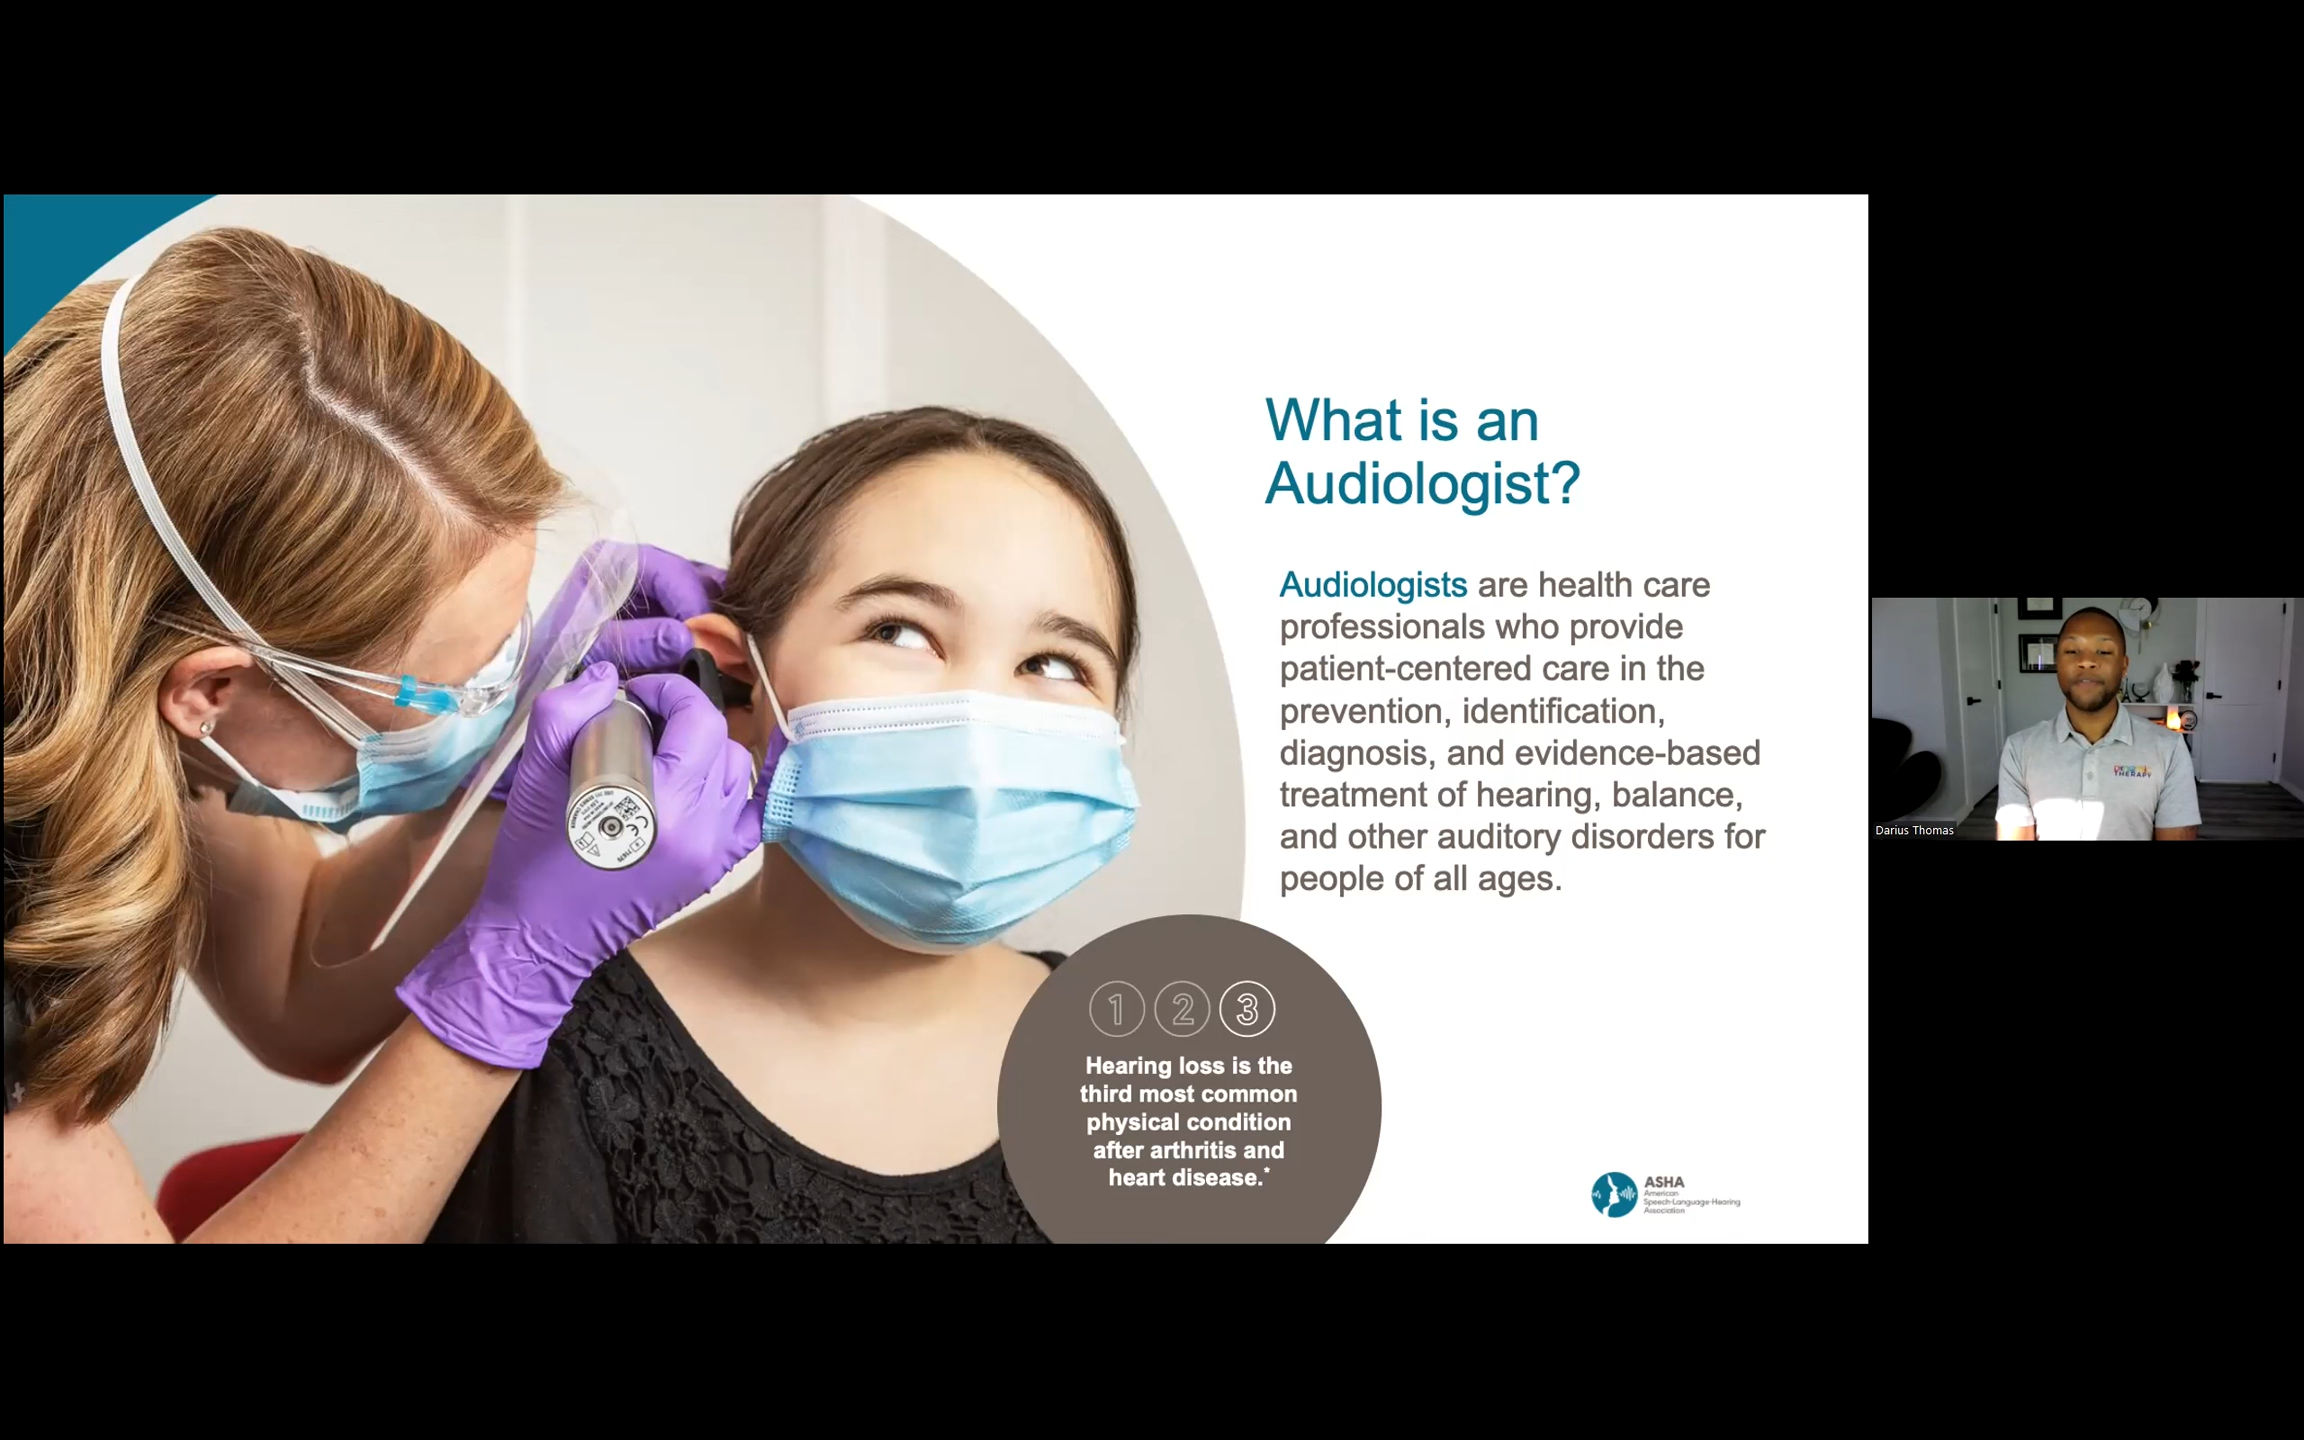 What is an
Audiologist?
Audiologists are health care
professionals who provide
patient-centered care in the
prevention, identification,
diagnosis, and evidence-based
treatment of hearing, balance,
and other auditory disorders for
people of all ages.
1 2 3
Hearing loss is the
third most common
physical condition
after arthritis and
heart disease.*
ASHA
American
Speech-Language-Hearing
Association
THERAPY
Darius Thomas